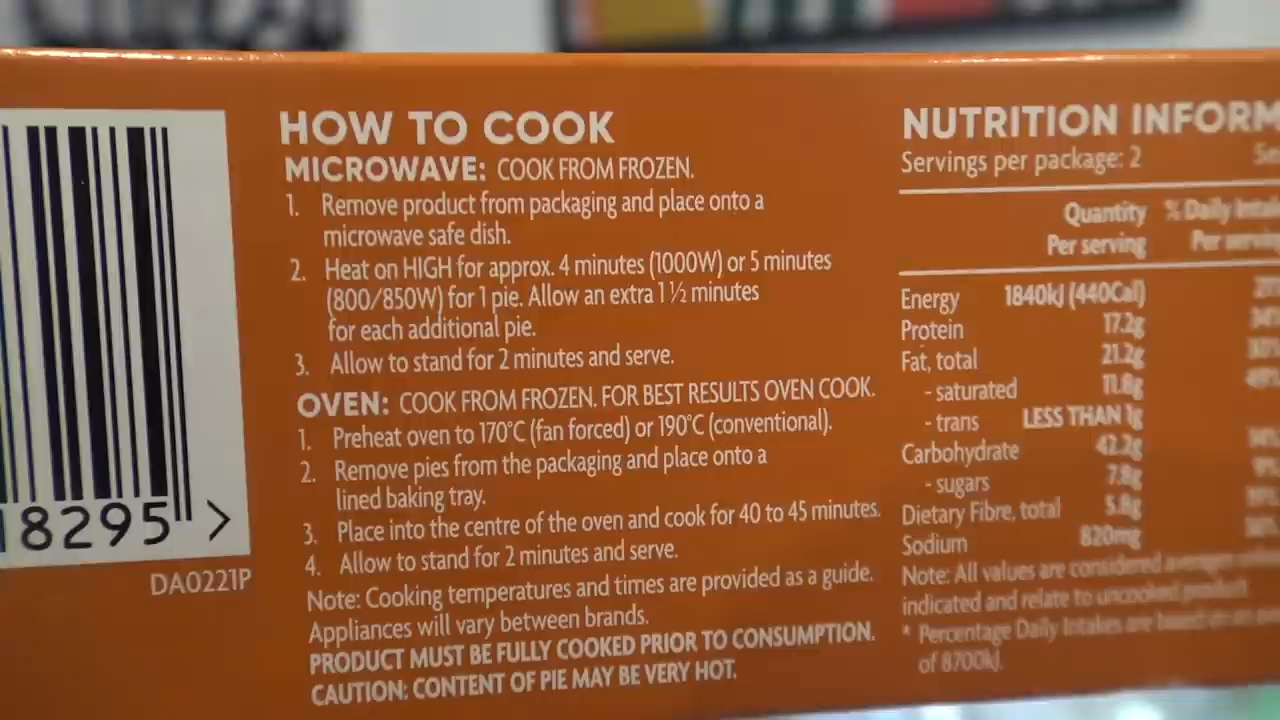 HOW TO COOK
MICROWAVE: COOK FROM FROZEN.
1. Remove product from packaging and place onto a
microwave safe dish.
2. Heat on HIGH for approx. 4 minutes (1000W) or 5 minutes
(800/850W) for 1 pie. Allow an extra 1 ½ minutes
for each additional pie.
3. Allow to stand for 2 minutes and serve.
OVEN: COOK FROM FROZEN. FOR BEST RESULTS OVEN COOK.
1. Preheat oven to 170°C (fan forced) or 190°C (conventional).
2. Remove pies from the packaging and place onto a
lined baking tray.
3. Place into the centre of the oven and cook for 40 to 45 minutes.
4. Allow to stand for 2 minutes and serve.
Note: Cooking temperatures and times are provided as a guide.
Appliances will vary between brands.
PRODUCT MUST BE FULLY COOKED PRIOR TO CONSUMPTION.
CAUTION: CONTENT OF PIE MAY BE VERY HOT.
8295 >
DA0221P
NUTRITION INFORM
Servings per package: 2
Quantity % Daily
Per serving Per
Energy 1840kJ (440Cal)
Protein 17.2g
Fat, total 21.2g
- saturated 11.8g
- trans LESS THAN 1g
Carbohydrate 42.2g
- sugars 7.8g
Dietary Fibre, total 5.8g
Sodium 820mg
Note: All values are considered
indicated and relate to uncooked product
* Percentage Daily Intakes are based on
of 8700kJ.